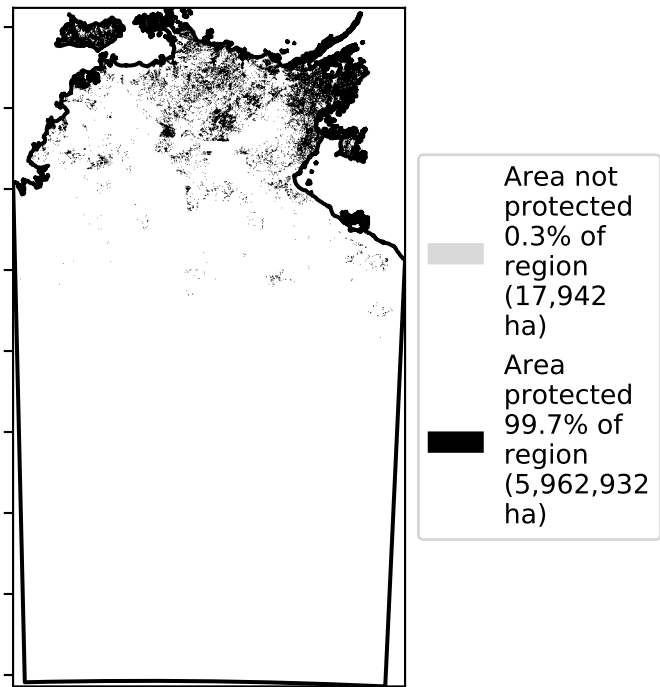 Area not
protected
0.3% of
region
(17,942
ha)
Area
protected
99.7% of
region
(5,962,932
ha)